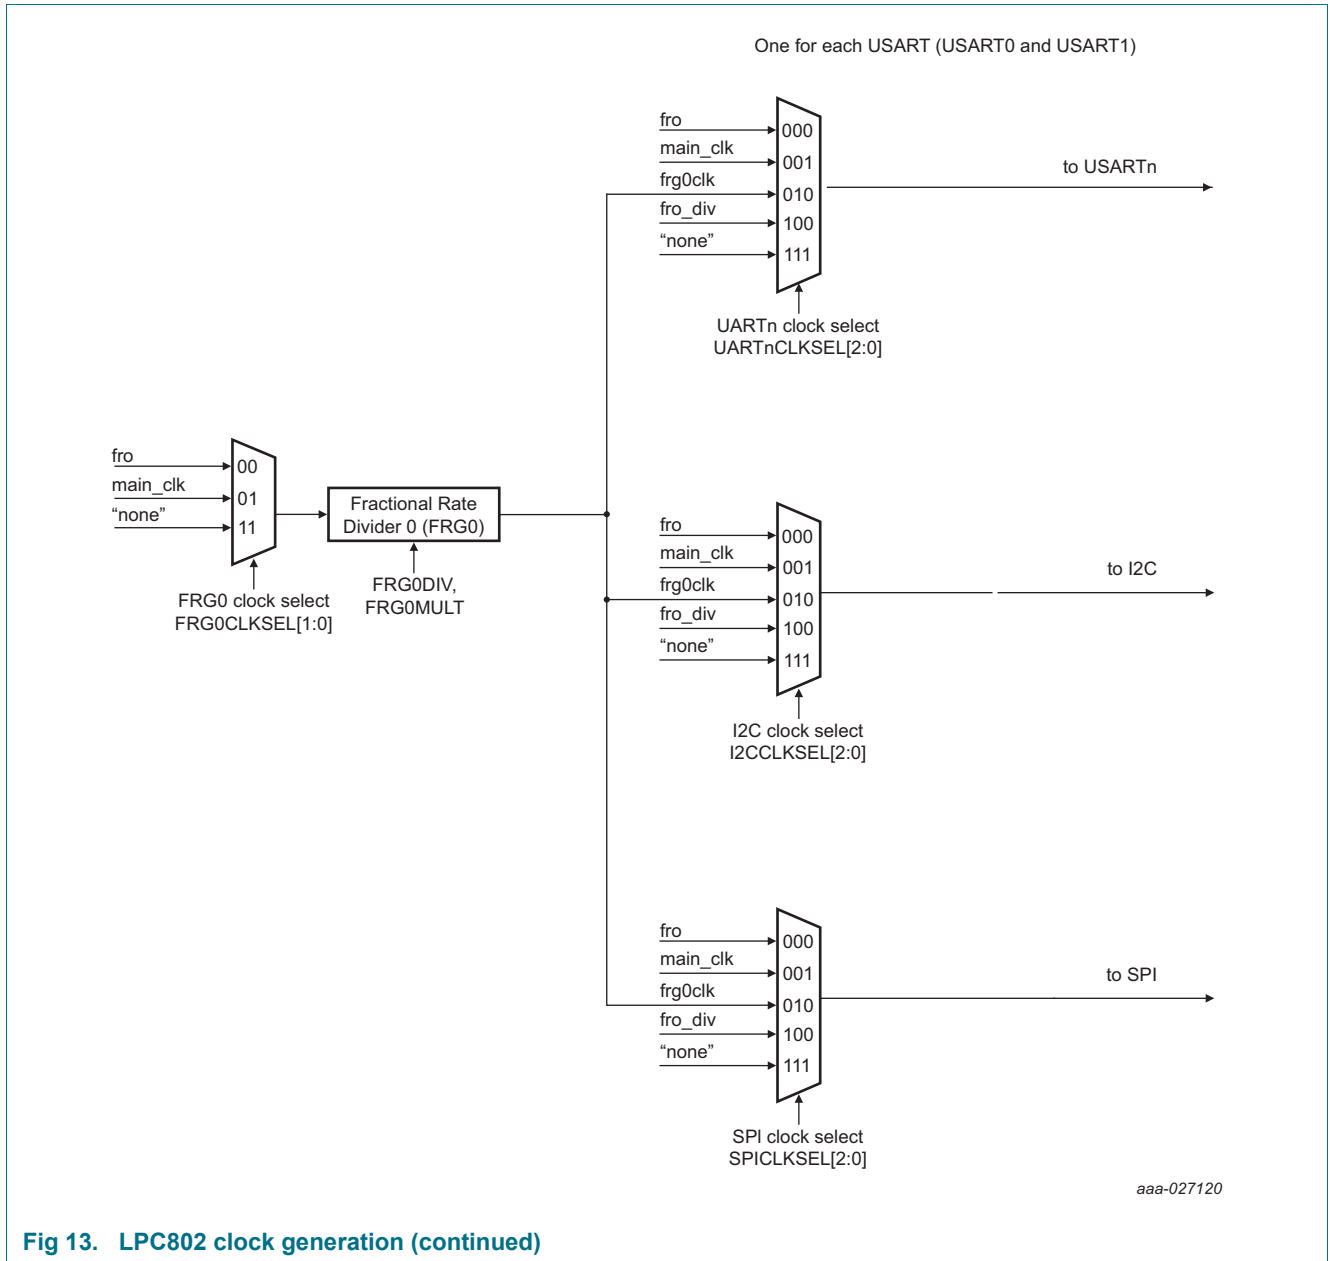 One for each USART (USART0 and USART1)
fro
000
main_clk
001
frg0clk
010
fro_div
100
“none”
111
to USARTn
UARTn clock select
UARTnCLKSEL[2:0]
fro
00
main_clk
01
“none”
11
FRG0 clock select
FRG0CLKSEL[1:0]
Fractional Rate
Divider 0 (FRG0)
FRG0DIV,
FRG0MULT
fro
000
main_clk
001
frg0clk
010
fro_div
100
“none”
111
to I2C
I2C clock select
I2CCLKSEL[2:0]
fro
000
main_clk
001
frg0clk
010
fro_div
100
“none”
111
to SPI
SPI clock select
SPICLKSEL[2:0]
aaa-027120
Fig 13. LPC802 clock generation (continued)